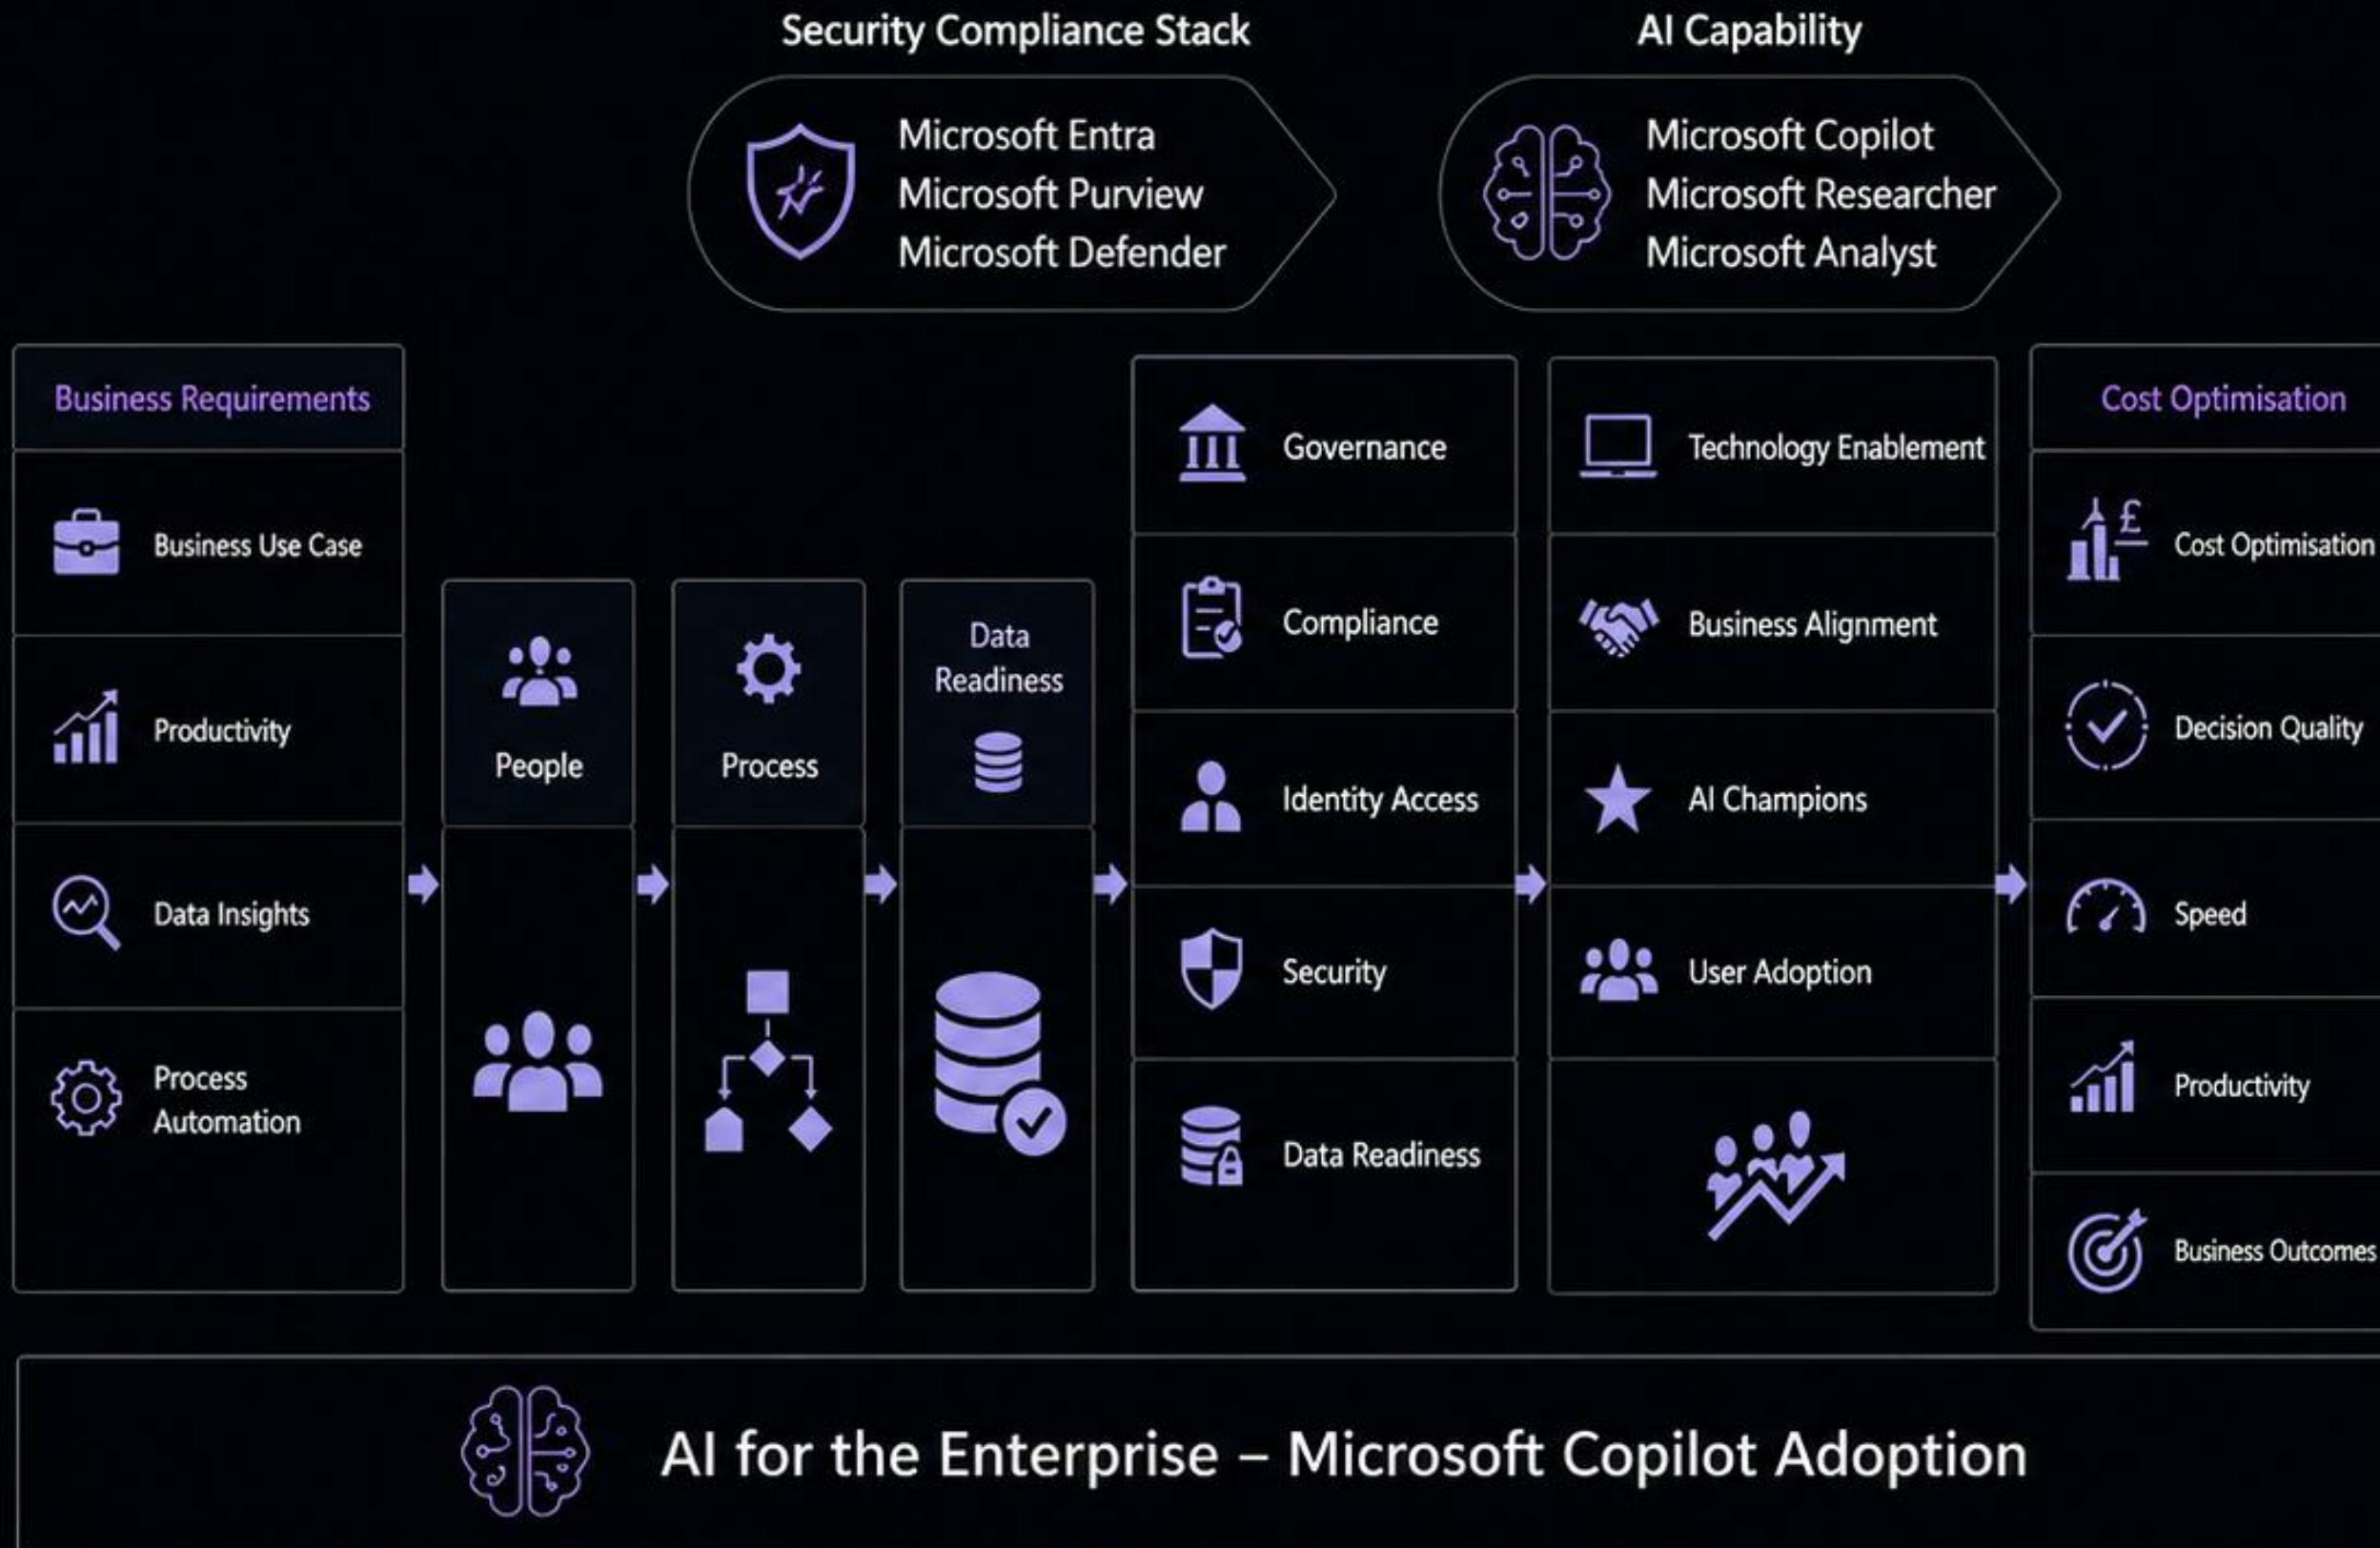 Security Compliance Stack
Microsoft Entra
Microsoft Purview
Microsoft Defender
AI Capability
Microsoft Copilot
Microsoft Researcher
Microsoft Analyst
Business Requirements
Business Use Case
Productivity
Data Insights
Process
Automation
People
Process
Data
Readiness
Governance
Compliance
Identity Access
Security
Data Readiness
Technology Enablement
Business Alignment
AI Champions
User Adoption
Cost Optimisation
£
Cost Optimisation
Decision Quality
Speed
Productivity
Business Outcomes
AI for the Enterprise – Microsoft Copilot Adoption